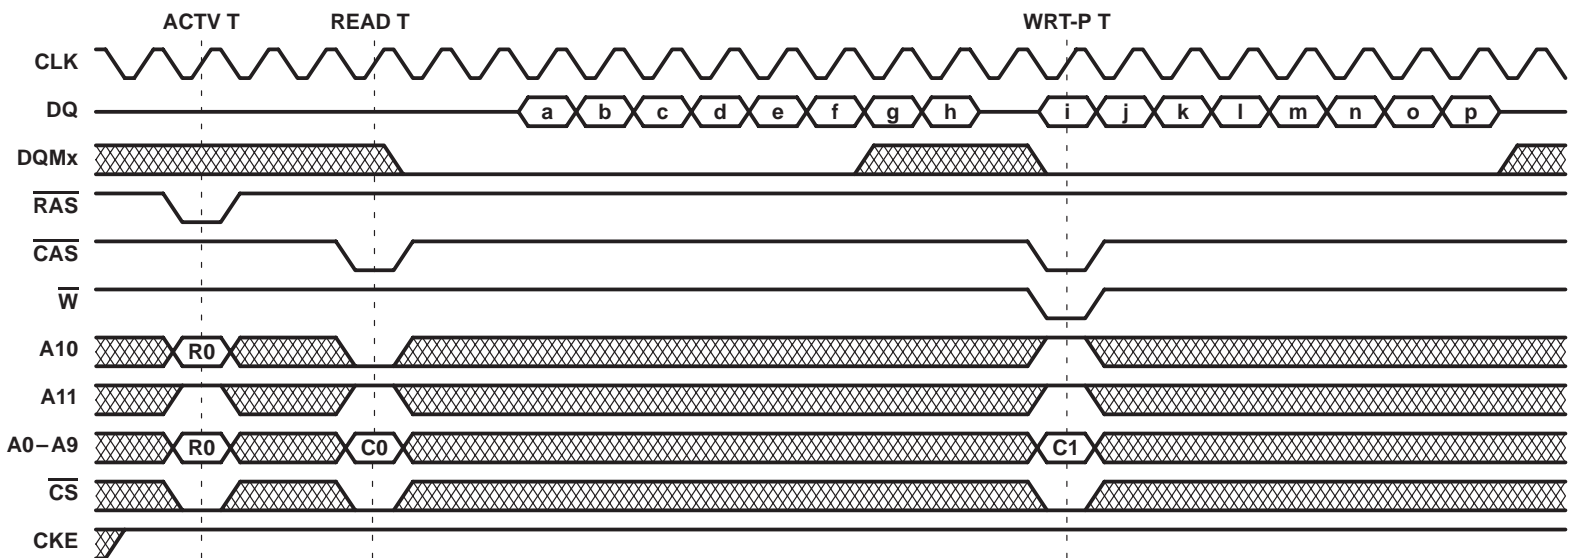 ACTV T READ T WRT-P T
CLK
DQ a b c d e f g h i j k l m n o p
DQMx
RAS
CAS
W
A10 R0
A11
A0–A9 R0 C0 C1
CS
CKE